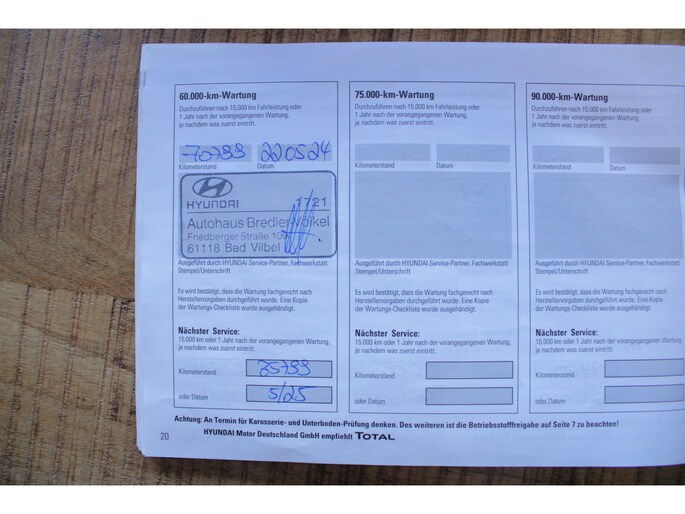 60.000-km-Wartung
Durchzuführen nach 15.000 km Fahrleistung oder
1 Jahr nach der vorangegangenen Wartung,
je nachdem was zuerst eintritt.
70733 220524
Kilometerstand Datum
HYUNDAI 1721
Autohaus Bredler-Völkel
Friedberger Straße 109
61118 Bad Vilbel
Ausgeführt durch HYUNDAI Service-Partner, Fachwerkstatt
Stempel/Unterschrift
Es wird bestätigt, dass die Wartung fachgerecht nach
Herstellervorgaben durchgeführt wurde. Eine Kopie
der Wartungs-Checkliste wurde ausgehändigt.
Nächster Service:
15.000 km oder 1 Jahr nach der vorangegangenen Wartung,
je nachdem was zuerst eintritt.
Kilometerstand 85733
oder Datum 5/25
75.000-km-Wartung
Durchzuführen nach 15.000 km Fahrleistung oder
1 Jahr nach der vorangegangenen Wartung,
je nachdem was zuerst eintritt.
Kilometerstand Datum
Ausgeführt durch HYUNDAI Service-Partner, Fachwerkstatt
Stempel/Unterschrift
Es wird bestätigt, dass die Wartung fachgerecht nach
Herstellervorgaben durchgeführt wurde. Eine Kopie
der Wartungs-Checkliste wurde ausgehändigt.
Nächster Service:
15.000 km oder 1 Jahr nach der vorangegangenen Wartung,
je nachdem was zuerst eintritt.
Kilometerstand
oder Datum
90.000-km-Wartung
Durchzuführen nach 15.000 km Fahrleistung oder
1 Jahr nach der vorangegangenen Wartung,
je nachdem was zuerst eintritt.
Kilometerstand Datum
Ausgeführt durch HYUNDAI Service-Partner, Fachwerkstatt
Stempel/Unterschrift
Es wird bestätigt, dass die Wartung fachgerecht nach
Herstellervorgaben durchgeführt wurde. Eine Kopie
der Wartungs-Checkliste wurde ausgehändigt.
Nächster Service:
15.000 km oder 1 Jahr nach der vorangegangenen
je nachdem was zuerst eintritt.
Kilometerstand
oder Datum
Achtung: An Termin für Karosserie- und Unterboden-Prüfung denken. Des weiteren ist die Betriebsstofffreigabe auf Seite 7 zu beachten!
20 HYUNDAI Motor Deutschland GmbH empfiehlt TOTAL